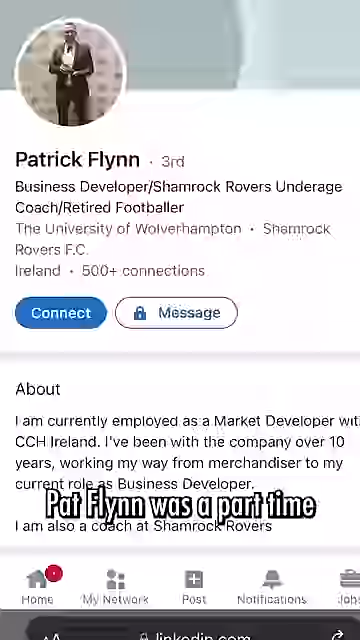 Patrick Flynn · 3rd
Business Developer/Shamrock Rovers Underage
Coach/Retired Footballer
The University of Wolverhampton • Shamrock
Rovers F.C.
Ireland • 500+ connections
Connect
Message
About
I am currently employed as a Market Developer wit
CCH Ireland. I've been with the company over 10
years, working my way from merchandiser to my
current role as Business Developer.
Pat Flynn was a part time
I am also a coach at Shamrock Rovers
Home
My Network
Post
Notifications
Jobs
AA
linkedin.com